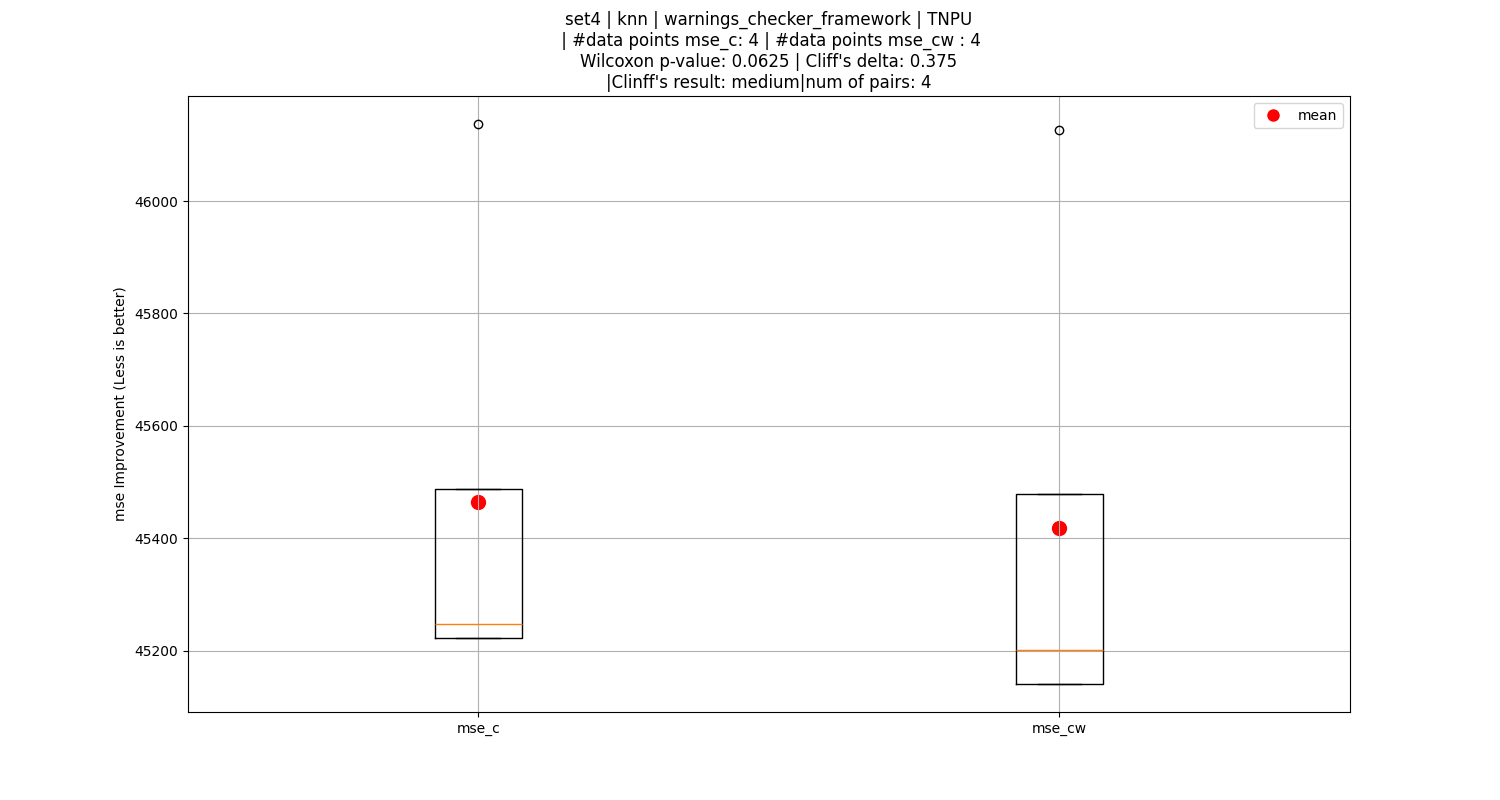 set4 | knn | warnings_checker_framework | TNPU
| #data points mse_c: 4 | #data points mse_cw : 4
Wilcoxon p-value: 0.0625 | Cliff's delta: 0.375
|Clinff's result: medium|num of pairs: 4
mean
46000
45800
45600
45400
45200
mse Improvement (Less is better)
mse_c
mse_cw